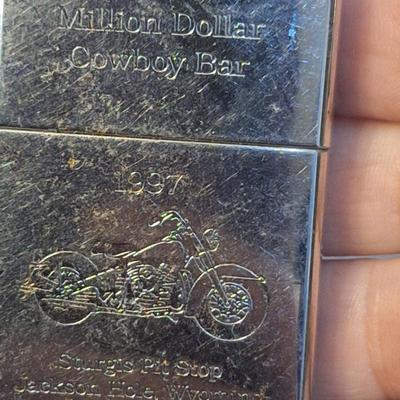 Million Dollar
Cowboy Bar
1997
Sturgis Pit Stop
Jackson Hole, Wyoming